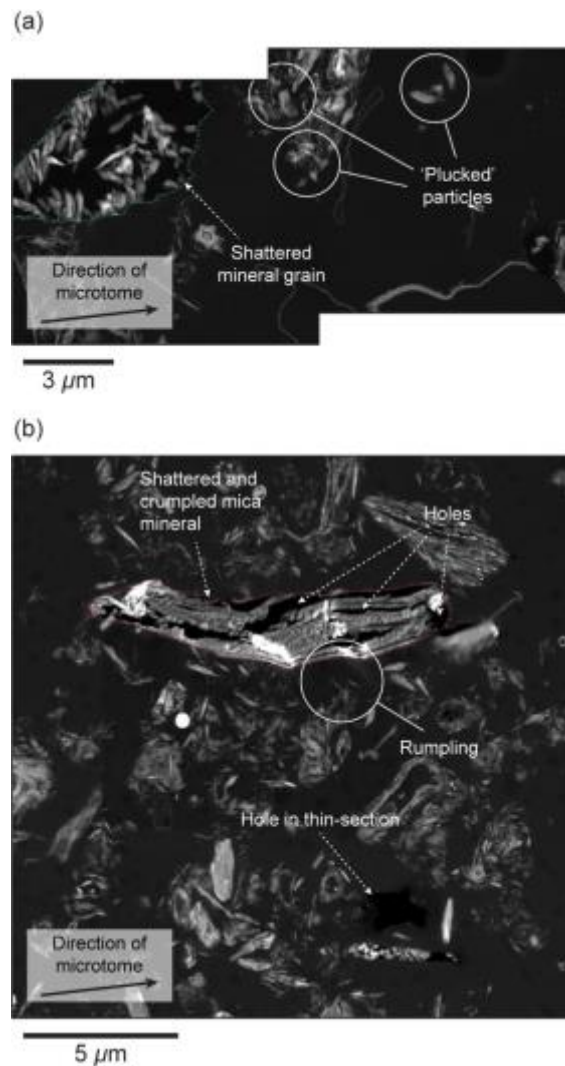 (a)
'Plucked'
particles
Shattered
mineral grain
Direction of
microtome
3 µm
(b)
Shattered and
crumpled mica
mineral
Holes
Rumpling
Hole in thin-section
Direction of
microtome
5 µm